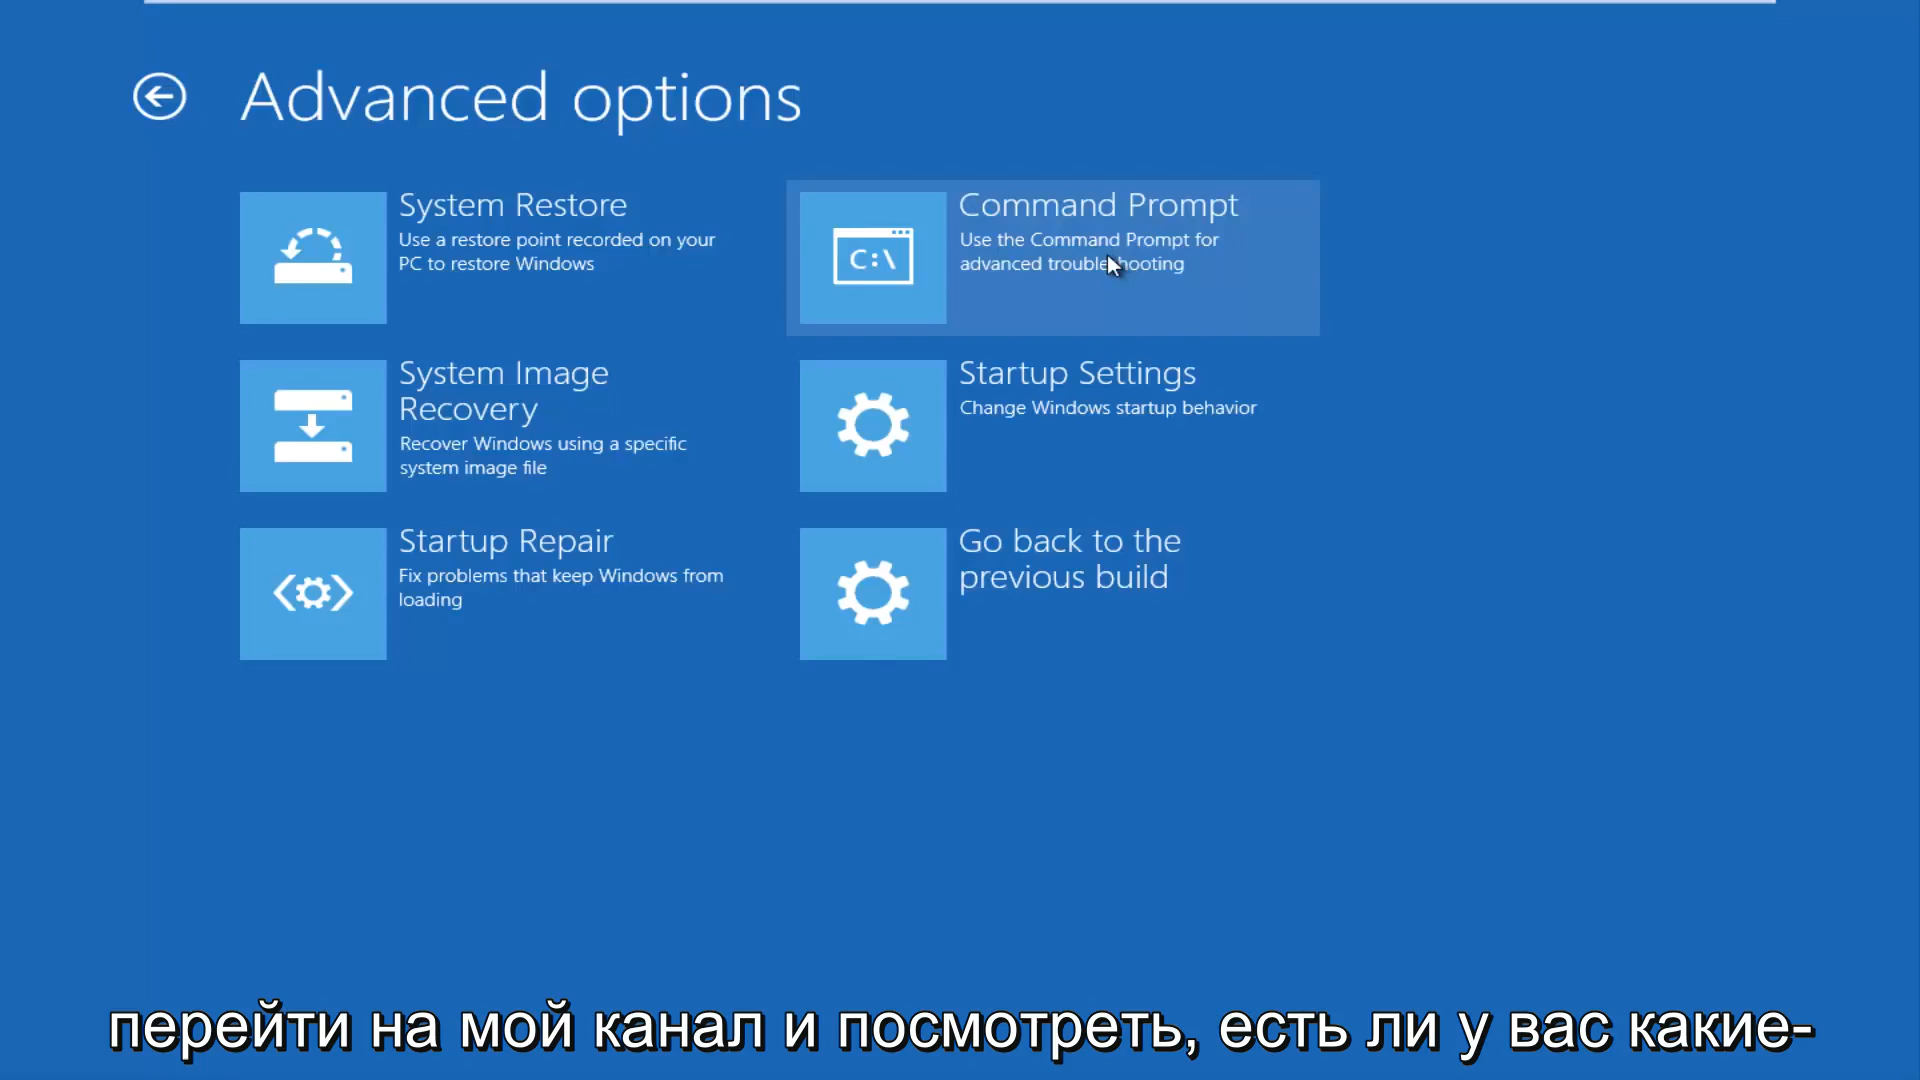 Advanced options
System Restore
Use a restore point recorded on your
PC to restore Windows
C:\
Command Prompt
Use the Command Prompt for
advanced troubleshooting
System Image
Recovery
Recover Windows using a specific
system image file
Startup Settings
Change Windows startup behavior
Startup Repair
Fix problems that keep Windows from
loading
Go back to the
previous build
перейти на мой канал и посмотреть, есть ли у вас какие-